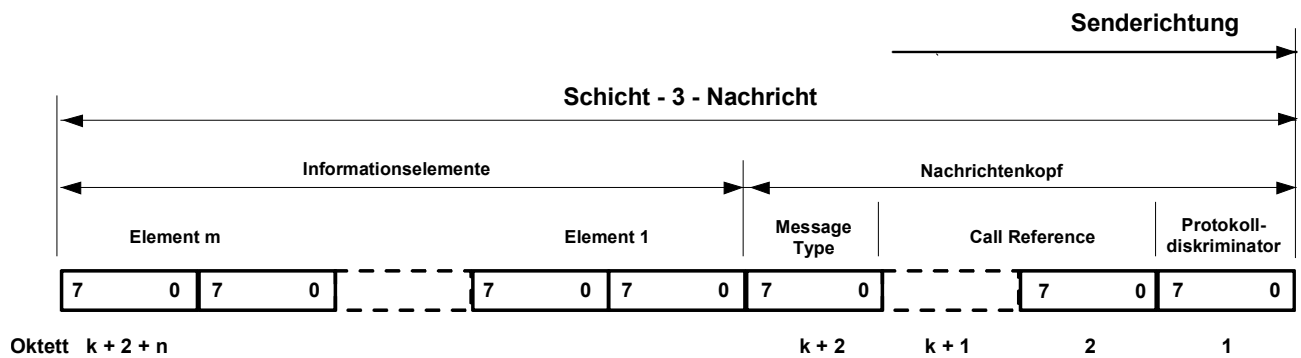 Senderichtung
Schicht - 3 - Nachricht
Informationselemente Nachrichtenkopf
Element m Element 1 Message Type Call Reference Protokoll-diskriminator
7 0 7 0 7 0 7 0 7 0 7 0 7 0
Oktett k + 2 + n k + 2 k + 1 2 1